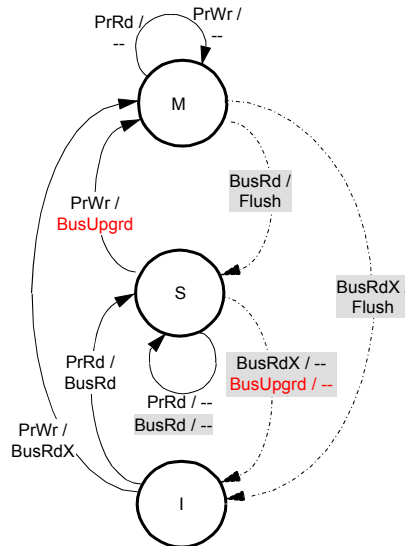 PrRd /
--
PrWr /
--
M
BusRd /
Flush
PrWr /
BusUpgrd
BusRdX /
Flush
S
PrRd /
BusRd
BusRdX / --
BusUpgrd / --
PrRd / --
BusRd / --
PrWr /
BusRdX
I